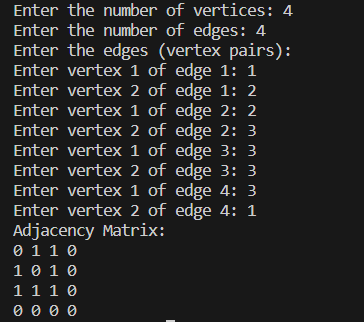 Enter the number of vertices: 4
Enter the number of edges: 4
Enter the edges (vertex pairs):
Enter vertex 1 of edge 1: 1
Enter vertex 2 of edge 1: 2
Enter vertex 1 of edge 2: 2
Enter vertex 2 of edge 2: 3
Enter vertex 1 of edge 3: 3
Enter vertex 2 of edge 3: 3
Enter vertex 1 of edge 4: 3
Enter vertex 2 of edge 4: 1
Adjacency Matrix:
0 1 1 0
1 0 1 0
1 1 1 0
0 0 0 0